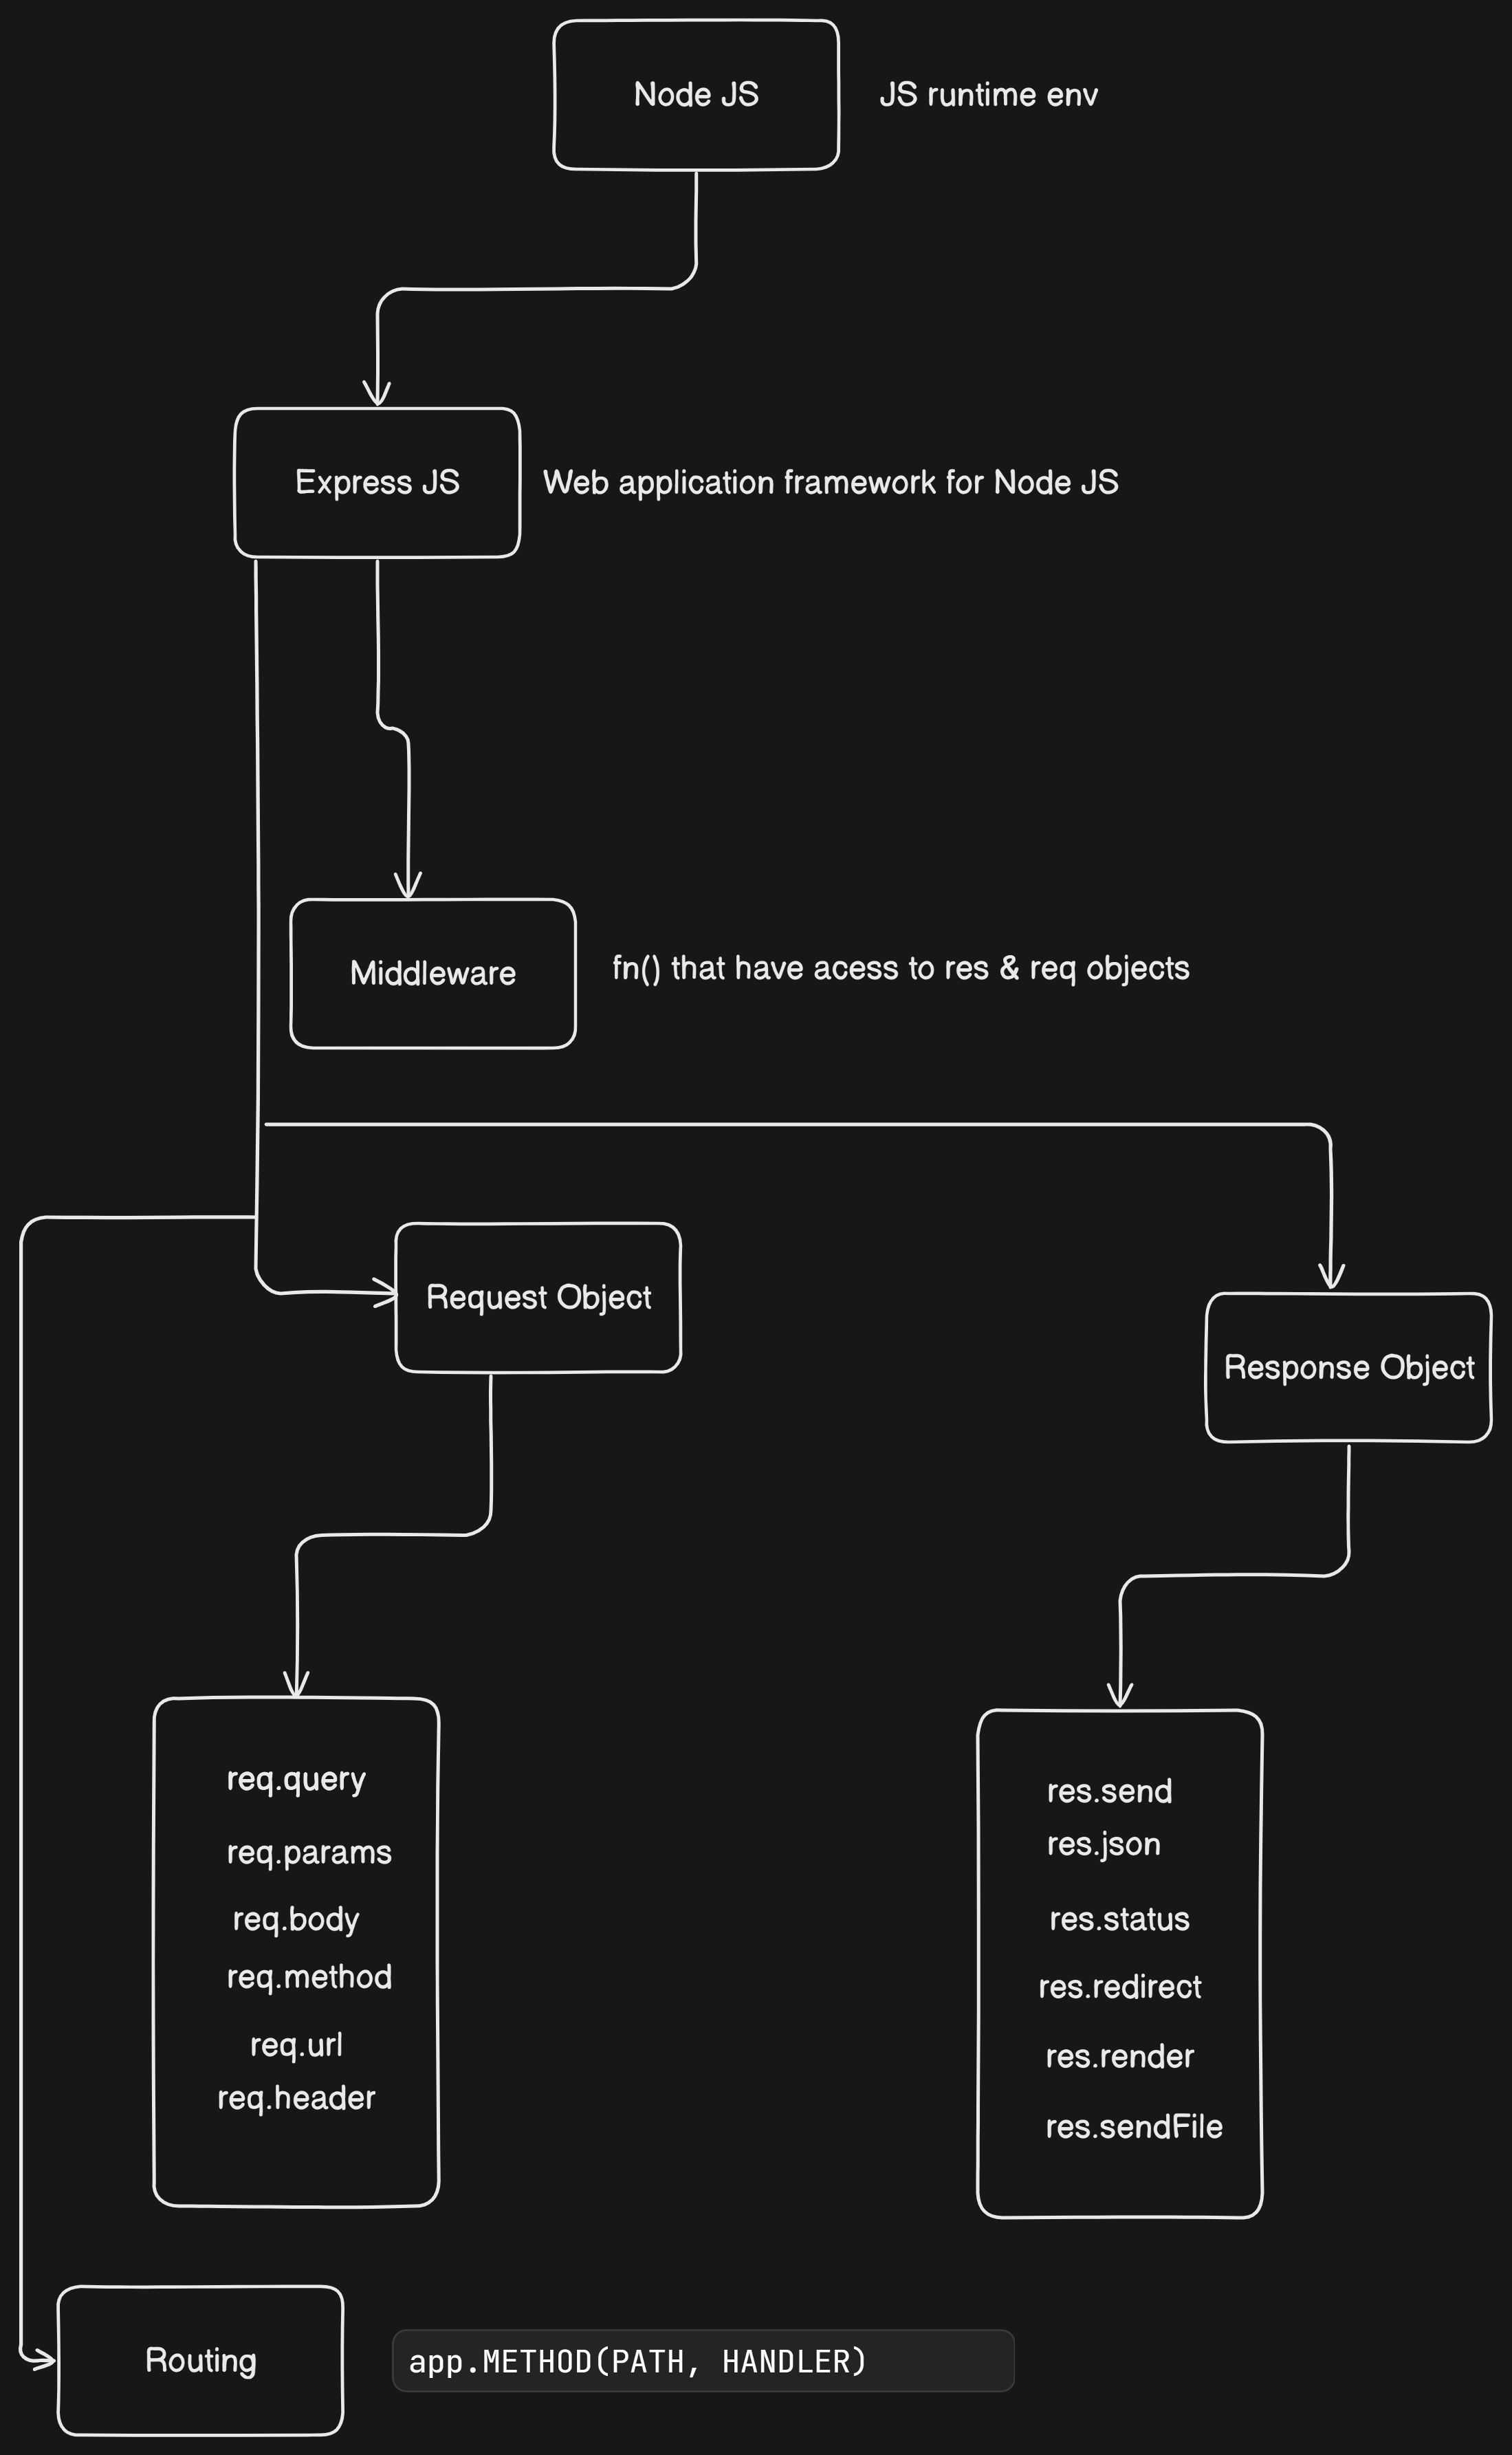 Node JS
JS runtime env
Express JS
Web application framework for Node JS
Middleware
fn() that have acess to res & req objects
Request Object
Response Object
req.query
req.params
req.body
req.method
req.url
req.header
res.send
res.json
res.status
res.redirect
res.render
res.sendFile
Routing
app.METHOD(PATH, HANDLER)